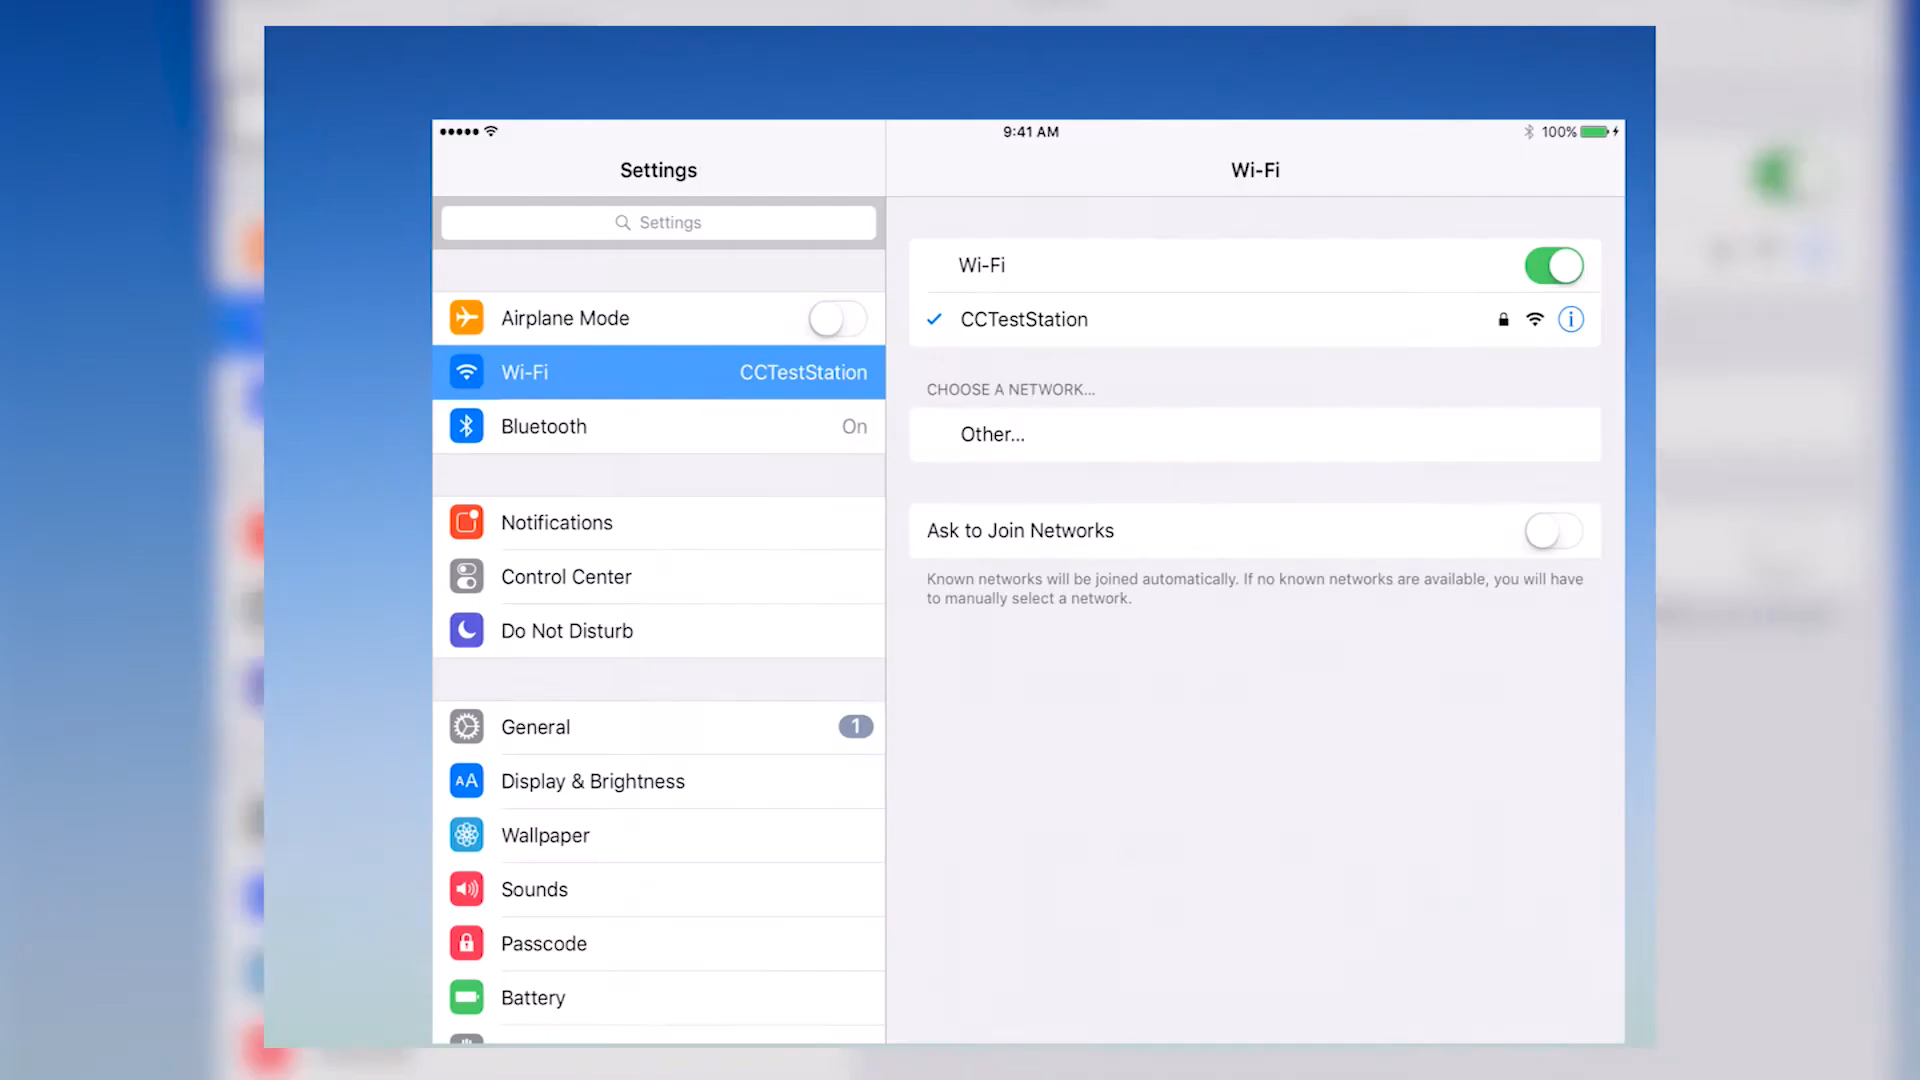 9:41 AM
100%
Settings
Wi-Fi
Settings
Airplane Mode
Wi-Fi CCTestStation
Bluetooth On
Notifications
Control Center
Do Not Disturb
General 1
AA Display & Brightness
Wallpaper
Sounds
Passcode
Battery
Wi-Fi
CCTestStation
CHOOSE A NETWORK...
Other...
Ask to Join Networks
Known networks will be joined automatically. If no known networks are available, you will have
to manually select a network.